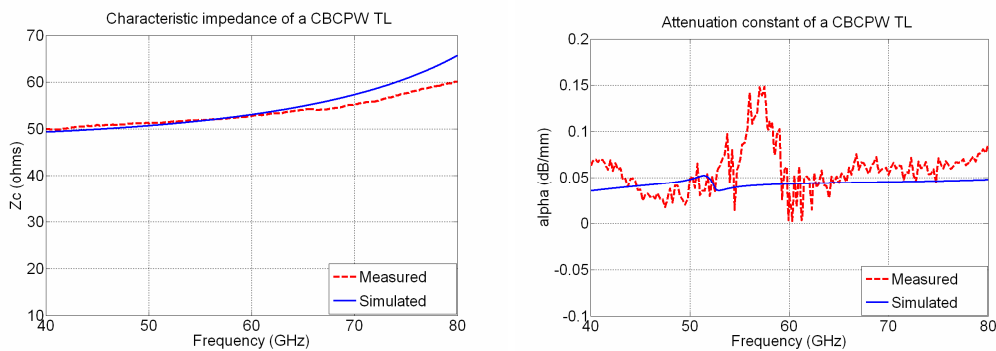 Characteristic impedance of a CBCPW TL
70
60
50
40
30
20
10
Zc (ohms)
40
50
60
70
80
Frequency (GHz)
Measured
Simulated
Attenuation constant of a CBCPW TL
0.2
0.15
0.1
0.05
0
-0.05
-0.1
alpha (dB/mm)
40
50
60
70
80
Frequency (GHz)
Measured
Simulated